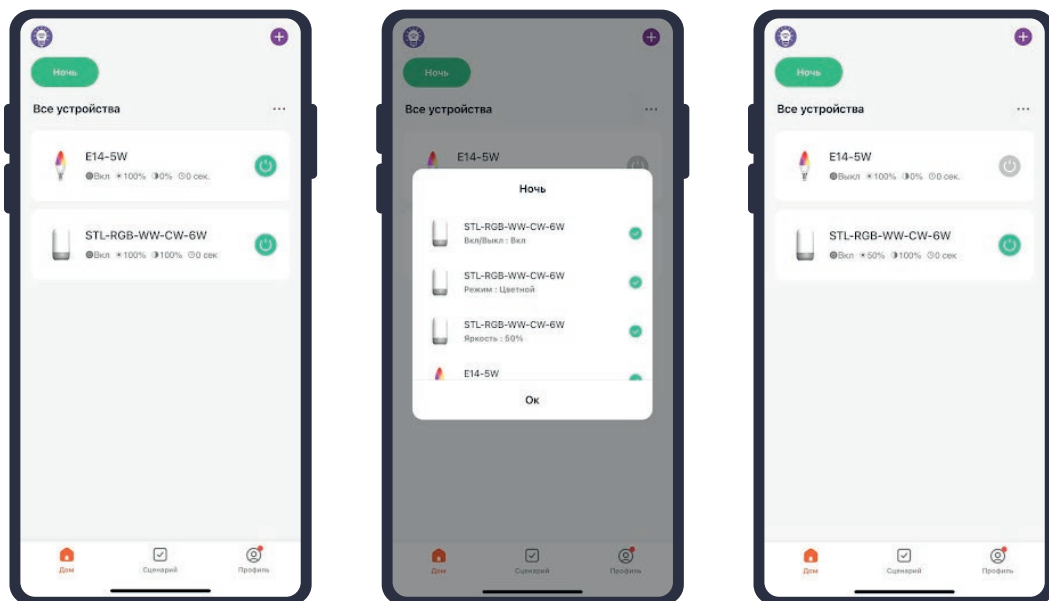 Ночь
Все устройства
E14-5W
Вкл 100% 0% 0 сек.
STL-RGB-WW-CW-6W
Вкл 100% 100% 0 сек
Дом
Сценарий
Профиль
Ночь
Все устройства
E14-5W
Ночь
STL-RGB-WW-CW-6W
Вкл/Выкл : Вкл
STL-RGB-WW-CW-6W
Режим : Цветной
STL-RGB-WW-CW-6W
Яркость : 50%
E14-5W
Ок
Дом
Сценарий
Профиль
Ночь
Все устройства
E14-5W
Выкл 100% 0% 0 сек.
STL-RGB-WW-CW-6W
Вкл 50% 100% 0 сек
Дом
Сценарий
Профиль